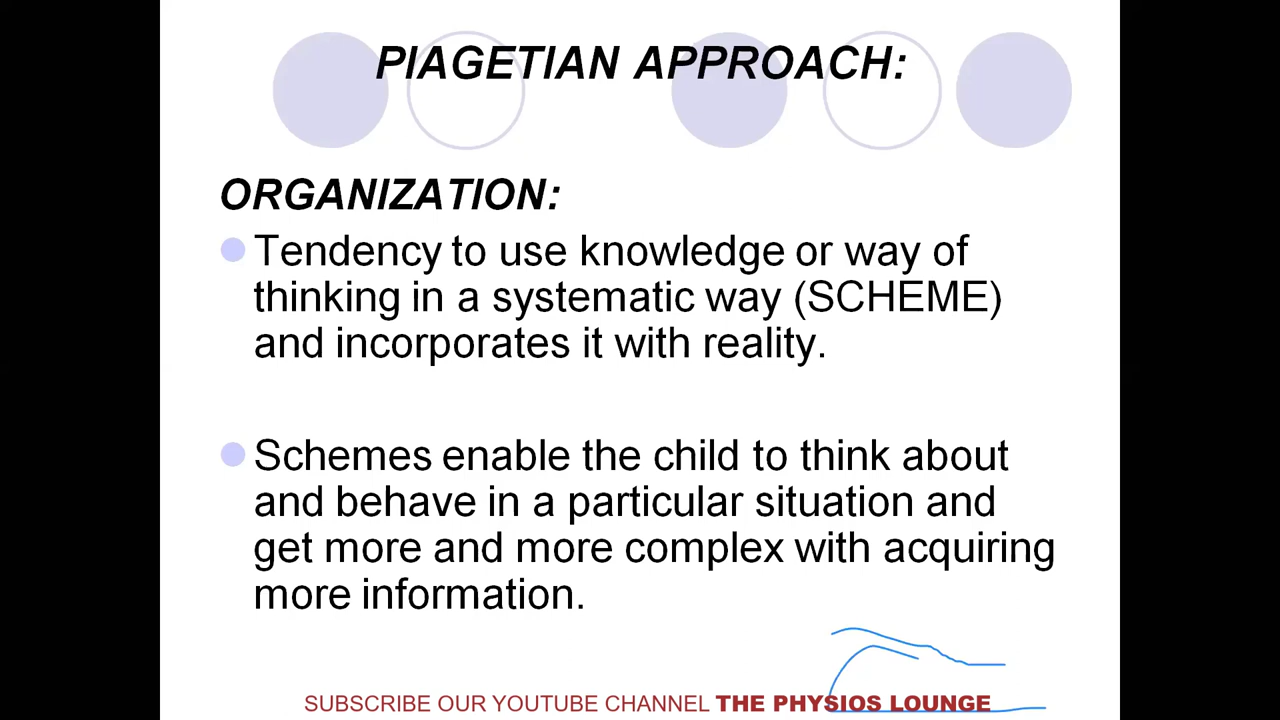 PIAGETIAN APPROACH:
ORGANIZATION:
Tendency to use knowledge or way of
thinking in a systematic way (SCHEME)
and incorporates it with reality.
Schemes enable the child to think about
and behave in a particular situation and
get more and more complex with acquiring
more information.
SUBSCRIBE OUR YOUTUBE CHANNEL THE PHYSIOS LOUNGE